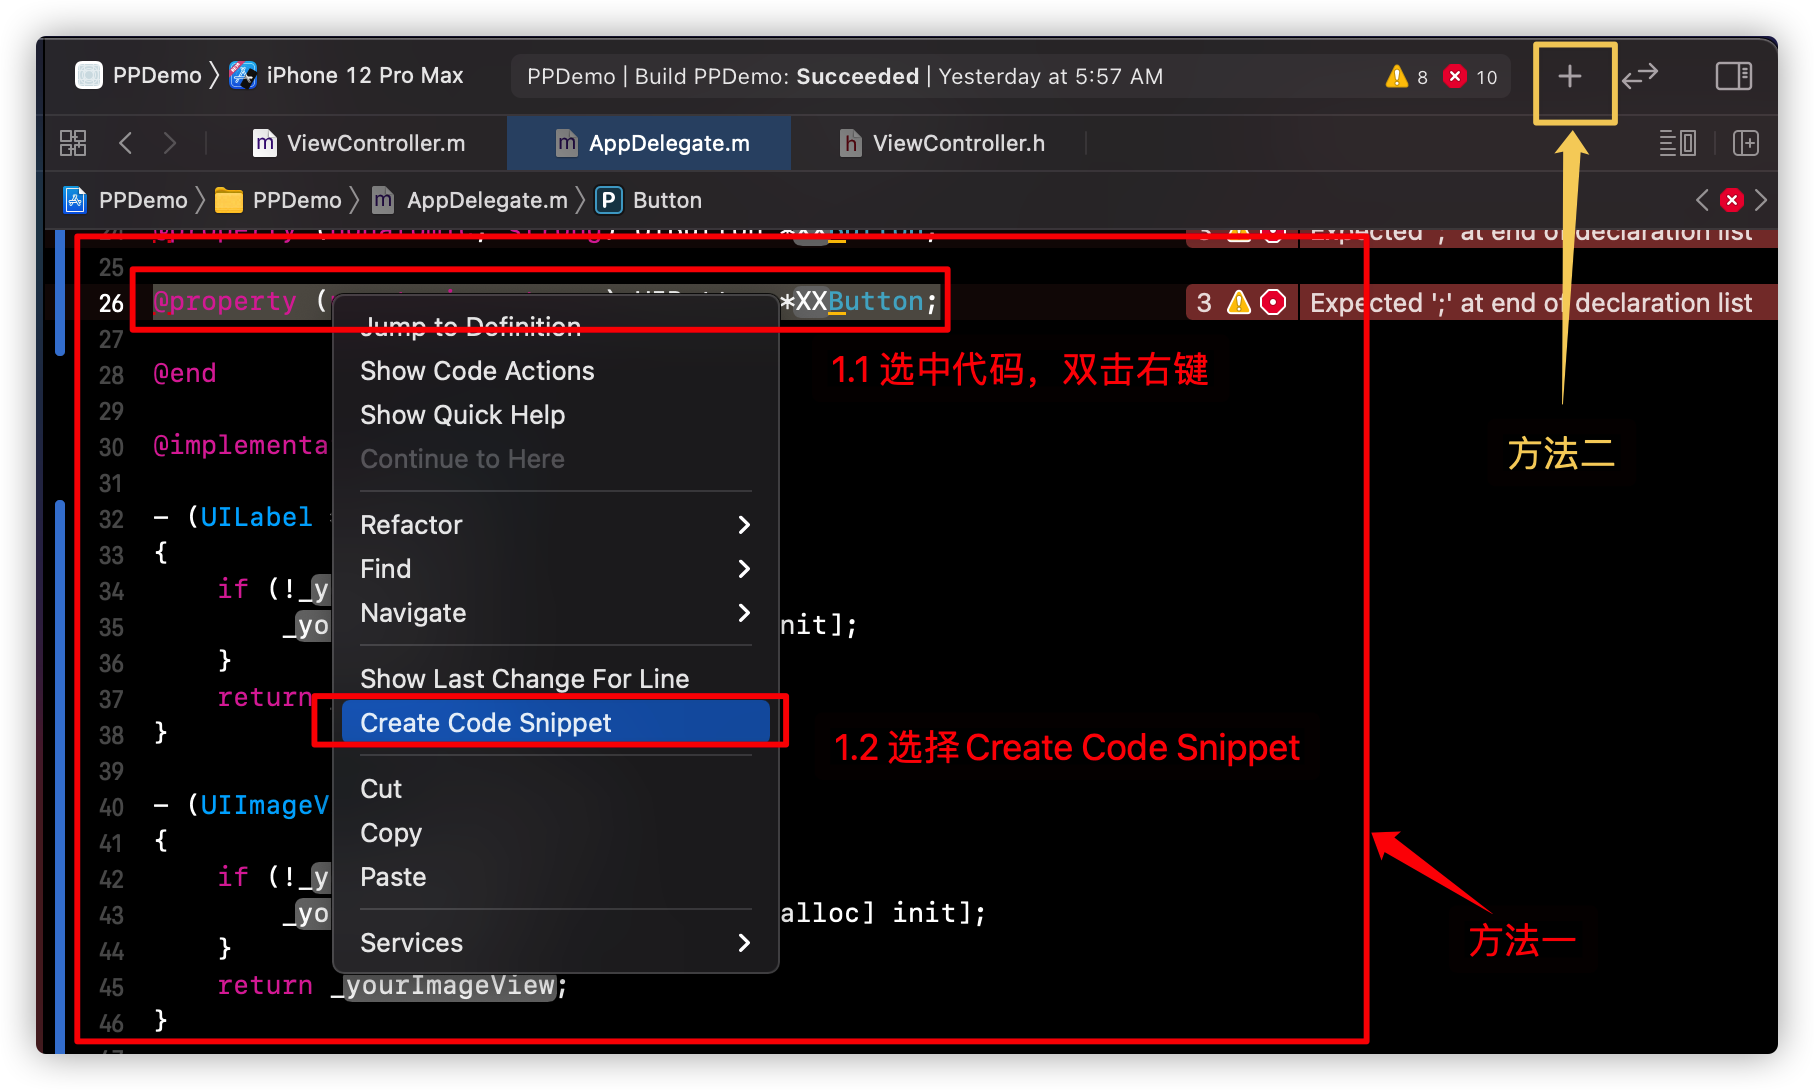 PPDemo 〉 iPhone 12 Pro Max
PPDemo | Build PPDemo: Succeeded | Yesterday at 5:57 AM
8 10
ViewController.m
AppDelegate.m
ViewController.h
PPDemo 〉 PPDemo 〉 AppDelegate.m 〉 P Button
24 @property *XXButton; 3 Expected ';' at end of declaration list
25
26 @property ( *XXButton; 3 Expected ';' at end of declaration list
27
28 @end
29
30 @implementa
31
32 - (UILabel
33 {
34 if (!_y
35 _yo nit];
36 }
37 return
38 }
39
40 - (UIImageV
41 {
42 if (!_y
43 _yo alloc] init];
44 }
45 return _yourImageView;
46 }
Jump to Definition
Show Code Actions
Show Quick Help
Continue to Here
Refactor
Find
Navigate
Show Last Change For Line
Create Code Snippet
Cut
Copy
Paste
Services
1.1 选中代码，双击右键
1.2 选择Create Code Snippet
方法二
方法一